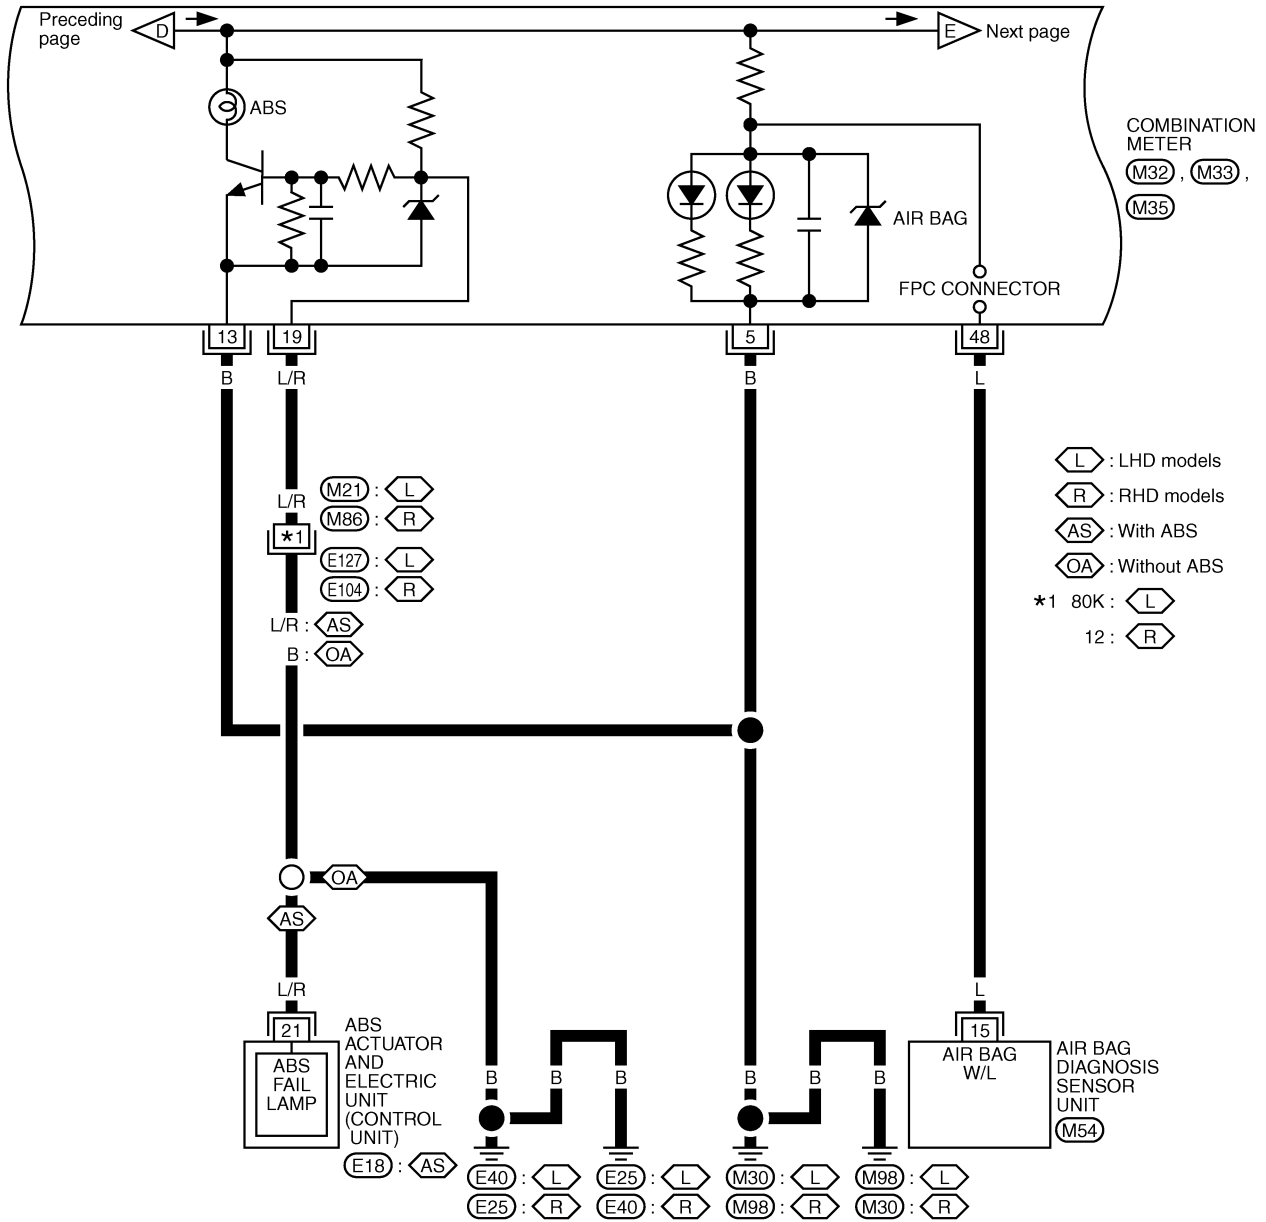 Preceding
page
D
E
Next page
ABS
AIR BAG
FPC CONNECTOR
COMBINATION
METER
M32 , M33 ,
M35
13
19
5
48
B
L/R
B
L
L/R
M21 : L
M86 : R
*1
E127 : L
E104 : R
L/R : AS
B : OA
L : LHD models
R : RHD models
AS : With ABS
OA : Without ABS
*1 80K : L
12 : R
OA
AS
L/R
L
21
15
ABS
FAIL
LAMP
ABS
ACTUATOR
AND
ELECTRIC
UNIT
(CONTROL
UNIT)
E18 : AS
B
B
B
B
B
B
AIR BAG
W/L
AIR BAG
DIAGNOSIS
SENSOR
UNIT
M54
E40 : L
E25 : L
M30 : L
M98 : L
E25 : R
E40 : R
M98 : R
M30 : R